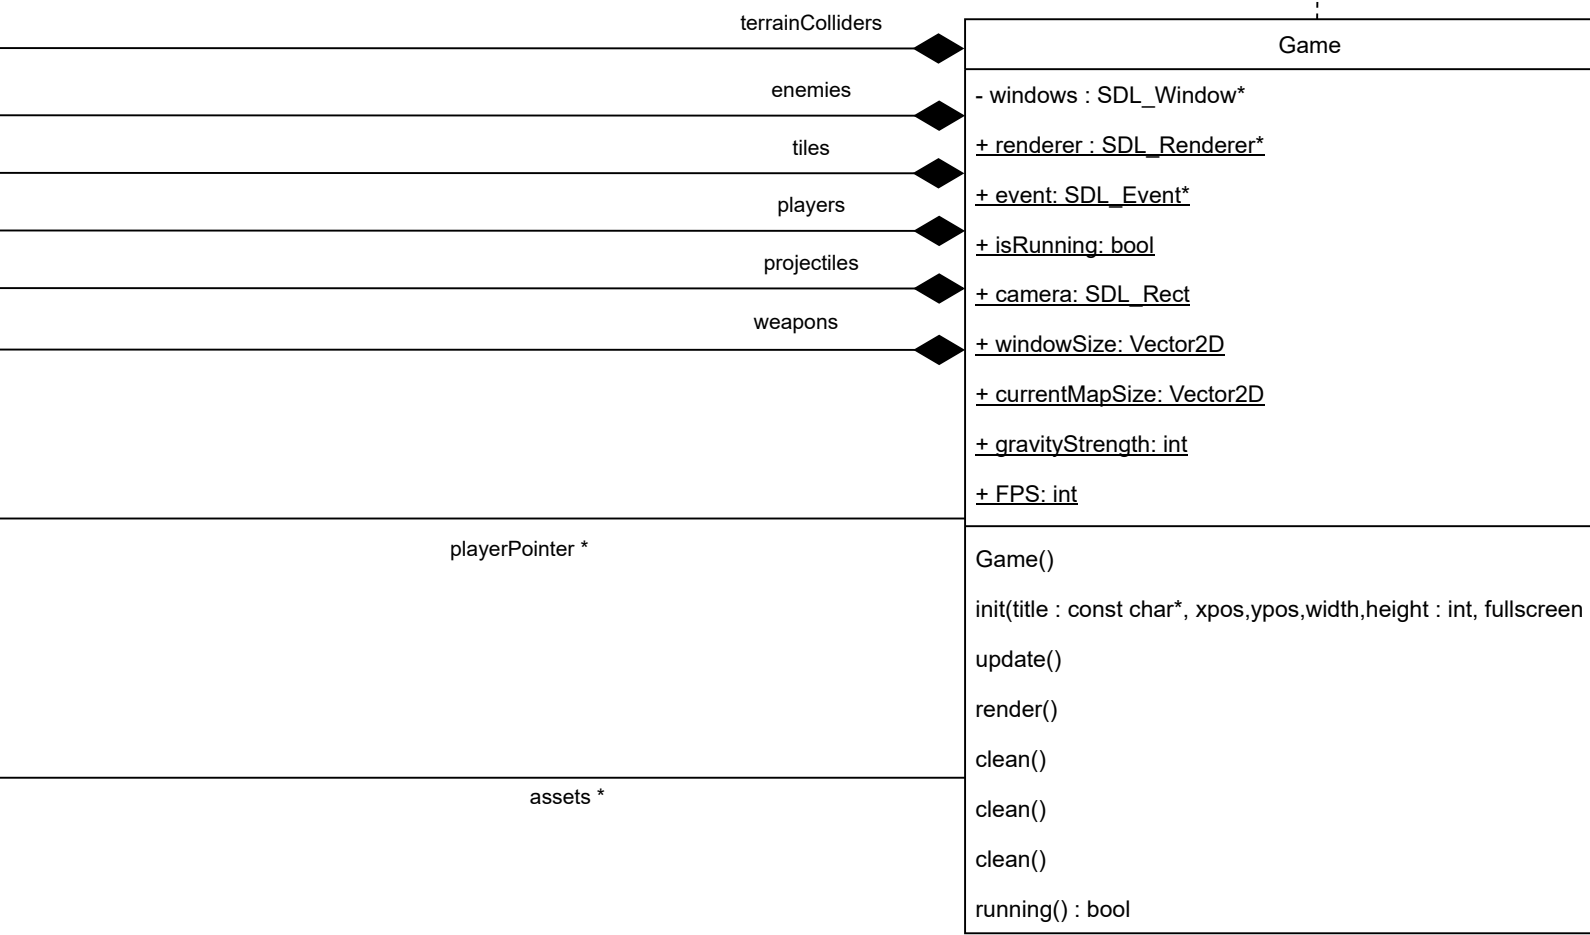 terrainColliders
enemies
tiles
players
projectiles
weapons
playerPointer *
assets *
Game
- windows : SDL_Window*
+ renderer : SDL_Renderer*
+ event: SDL_Event*
+ isRunning: bool
+ camera: SDL_Rect
+ windowSize: Vector2D
+ currentMapSize: Vector2D
+ gravityStrength: int
+ FPS: int
Game()
init(title : const char*, xpos,ypos,width,height : int, fullscreen
update()
render()
clean()
clean()
clean()
running() : bool